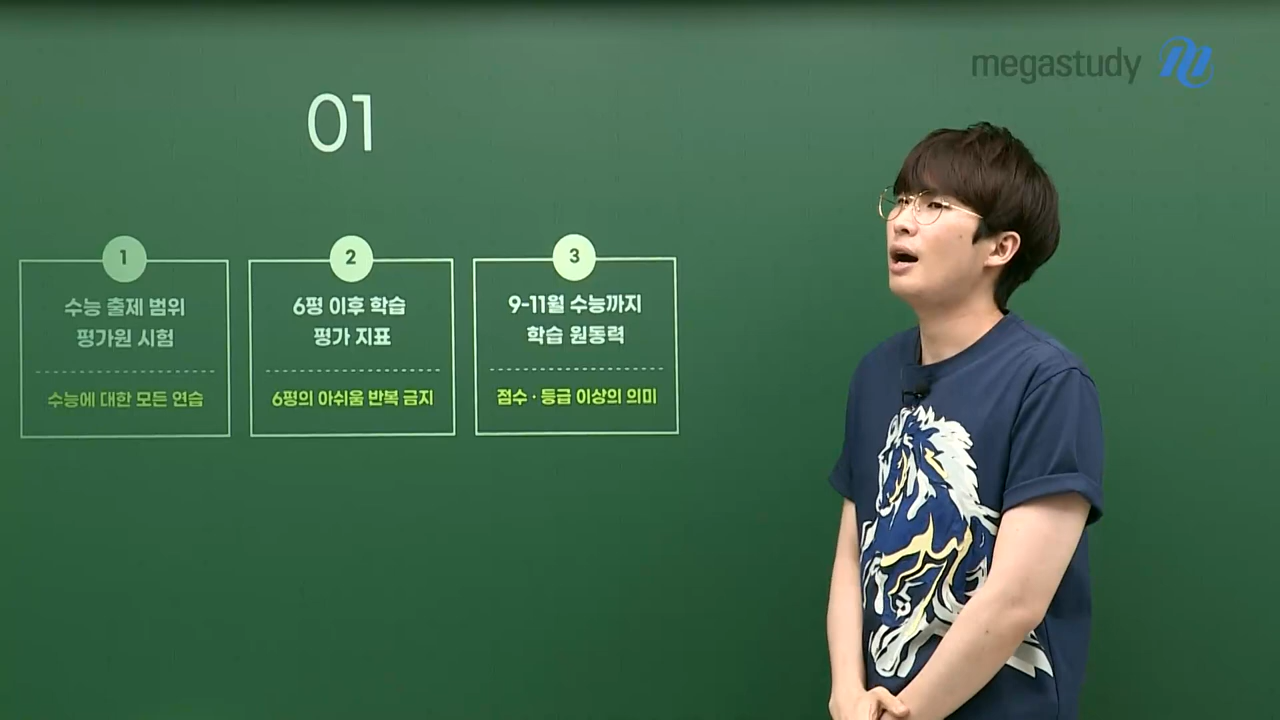 megastudy
01
1
수능 출제 범위
평가원 시험
수능에 대한 모든 연습
2
6평 이후 학습
평가 지표
6평의 아쉬움 반복 금지
3
9-11월 수능까지
학습 원동력
점수 · 등급 이상의 의미